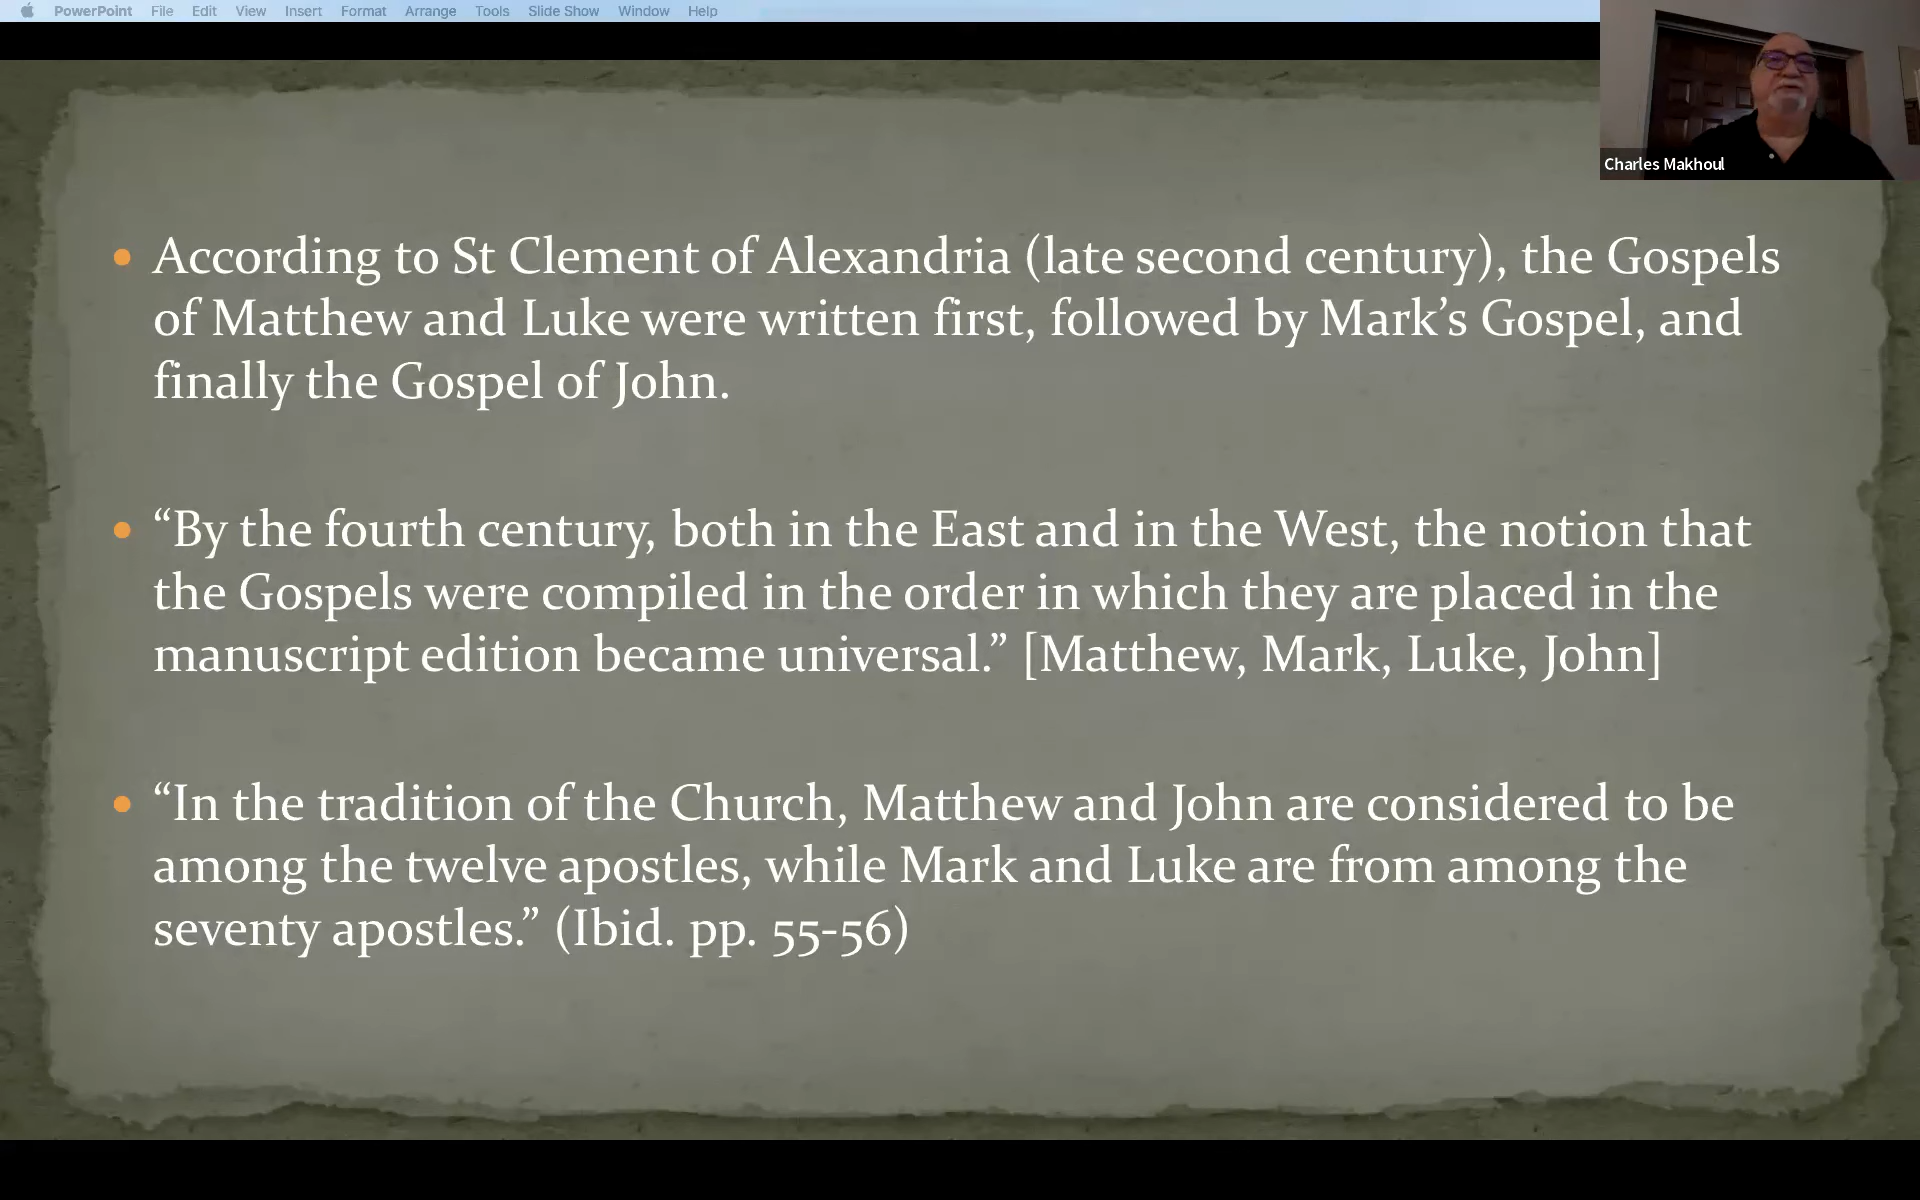 PowerPoint File Edit View Insert Format Arrange Tools Slide Show Window Help
Charles Makhoul
• According to St Clement of Alexandria (late second century), the Gospels
of Matthew and Luke were written first, followed by Mark’s Gospel, and
finally the Gospel of John.
• “By the fourth century, both in the East and in the West, the notion that
the Gospels were compiled in the order in which they are placed in the
manuscript edition became universal.” [Matthew, Mark, Luke, John]
• “In the tradition of the Church, Matthew and John are considered to be
among the twelve apostles, while Mark and Luke are from among the
seventy apostles.” (Ibid. pp. 55-56)